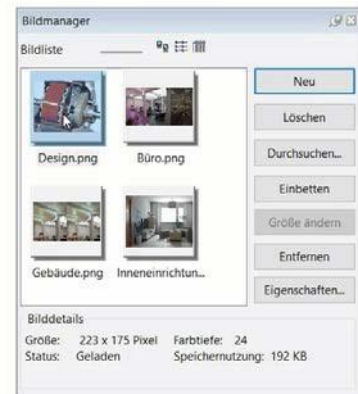 Bildmanager
Bildliste
Neu
Löschen
Durchsuchen...
Einbetten
Größe ändern
Entfernen
Eigenschaften...
Design.png
Büro.png
Gebäude.png
Inneneinrichtun...
Bilddetails
Größe: 223 x 175 Pixel Farbtiefe: 24
Status: Geladen Speichernutzung: 192 KB